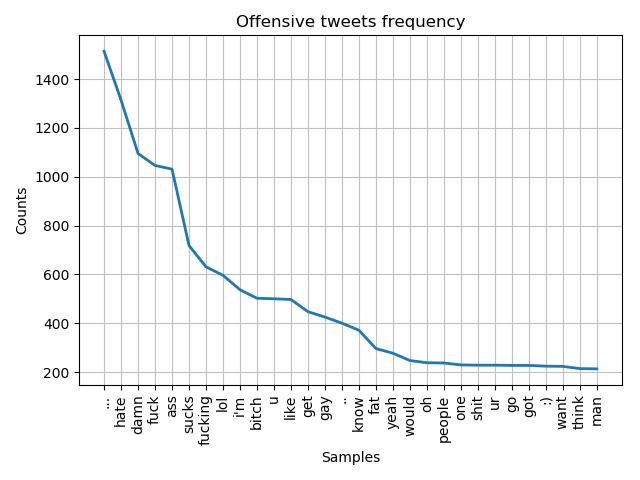 Offensive tweets frequency
Counts
1400
1200
1000
800
600
400
200
...
hate
damn
fuck
ass
sucks
fucking
lol
i'm
bitch
u
like
get
gay
..
know
fat
yeah
would
oh
people
one
shit
ur
go
got
:)
want
think
man
Samples